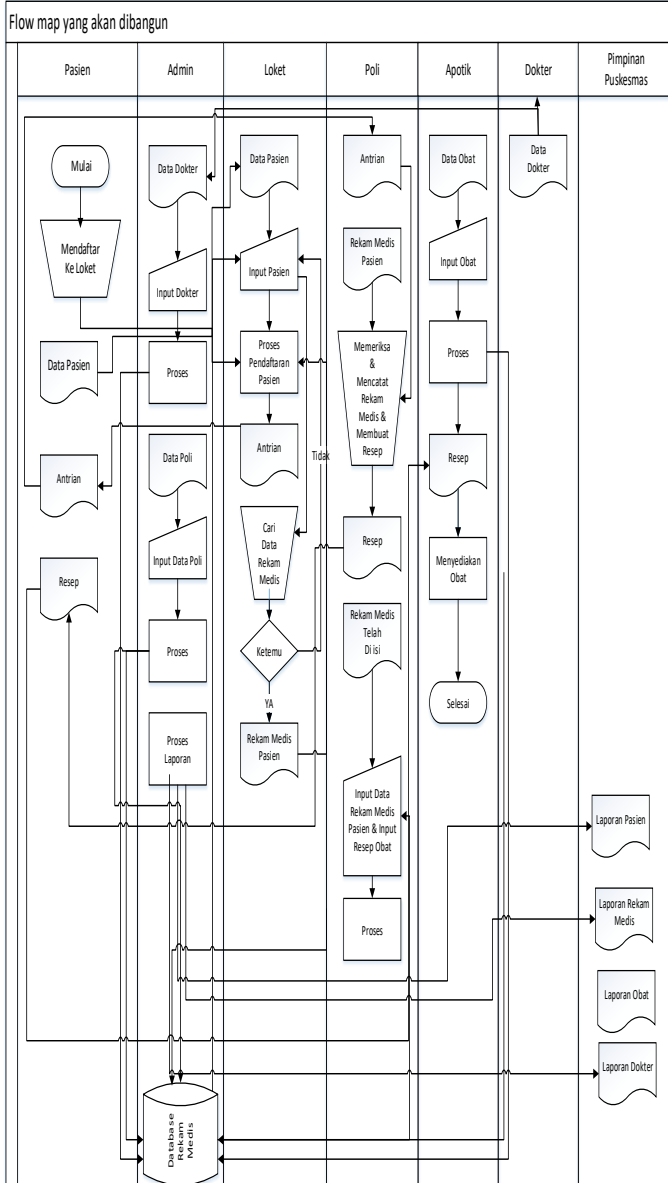 Flow map yang akan dibangun
Pasien
Admin
Loket
Poli
Apotik
Dokter
Pimpinan
Puskesmas
Mulai
Mendaftar
Ke Loket
Data Pasien
Antrian
Resep
Data Dokter
Input Dokter
Proses
Data Poli
Input Data Poli
Proses
Proses
Laporan
Database
Rekam
Medis
Data Pasien
Input Pasien
Proses
Pendaftaran
Pasien
Antrian
Tidak
Cari
Data
Rekam
Medis
Ketemu
YA
Rekam Medis
Pasien
Antrian
Rekam Medis
Pasien
Memeriksa
&
Mencatat
Rekam
Medis &
Membuat
Resep
Resep
Rekam Medis
Telah
Di isi
Input Data
Rekam Medis
Pasien & Input
Resep Obat
Proses
Data Obat
Input Obat
Proses
Resep
Menyediakan
Obat
Selesai
Data
Dokter
Laporan Pasien
Laporan Rekam
Medis
Laporan Obat
Laporan Dokter